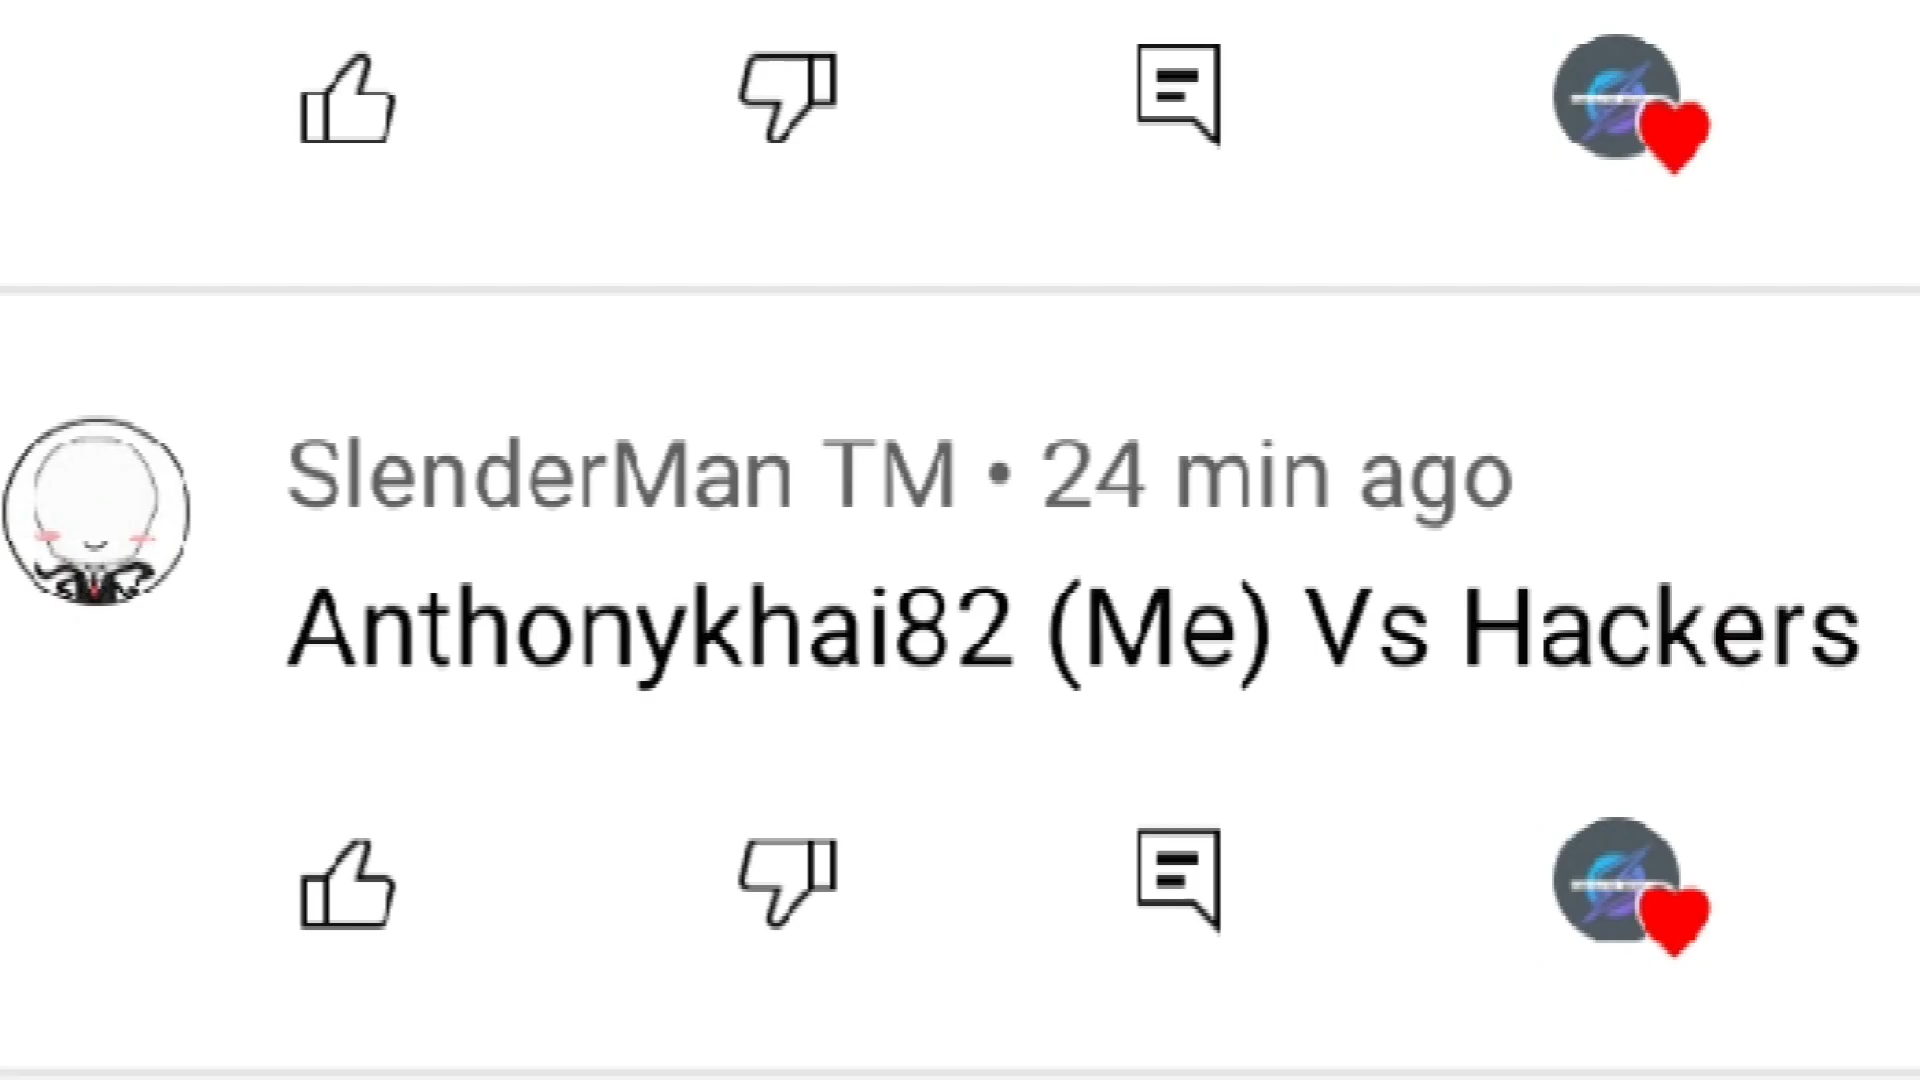 SlenderMan TM • 24 min ago
Anthonykhai82 (Me) Vs Hackers